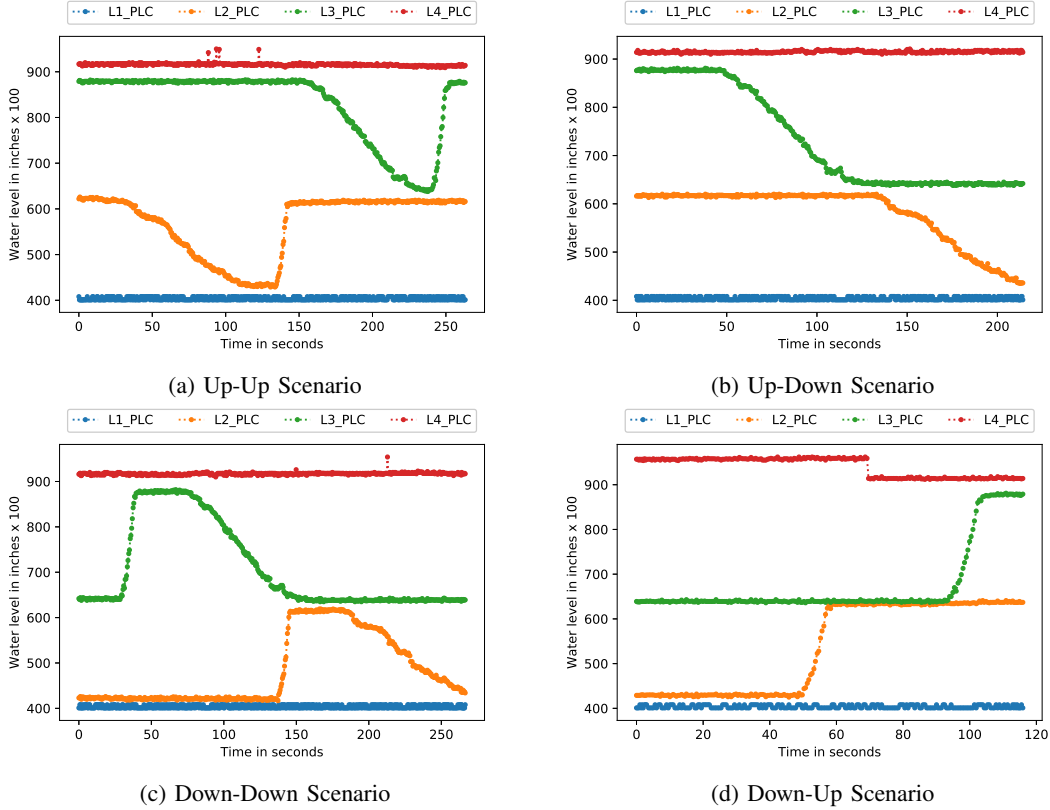 L1_PLC L2_PLC L3_PLC L4_PLC
900
800
700
600
500
400
Water level in inches x 100
0 50 100 150 200 250
Time in seconds
(a) Up-Up Scenario
L1_PLC L2_PLC L3_PLC L4_PLC
900
800
700
600
500
400
Water level in inches x 100
0 50 100 150 200
Time in seconds
(b) Up-Down Scenario
L1_PLC L2_PLC L3_PLC L4_PLC
900
800
700
600
500
400
Water level in inches x 100
0 50 100 150 200 250
Time in seconds
(c) Down-Down Scenario
L1_PLC L2_PLC L3_PLC L4_PLC
900
800
700
600
500
400
Water level in inches x 100
0 20 40 60 80 100 120
Time in seconds
(d) Down-Up Scenario